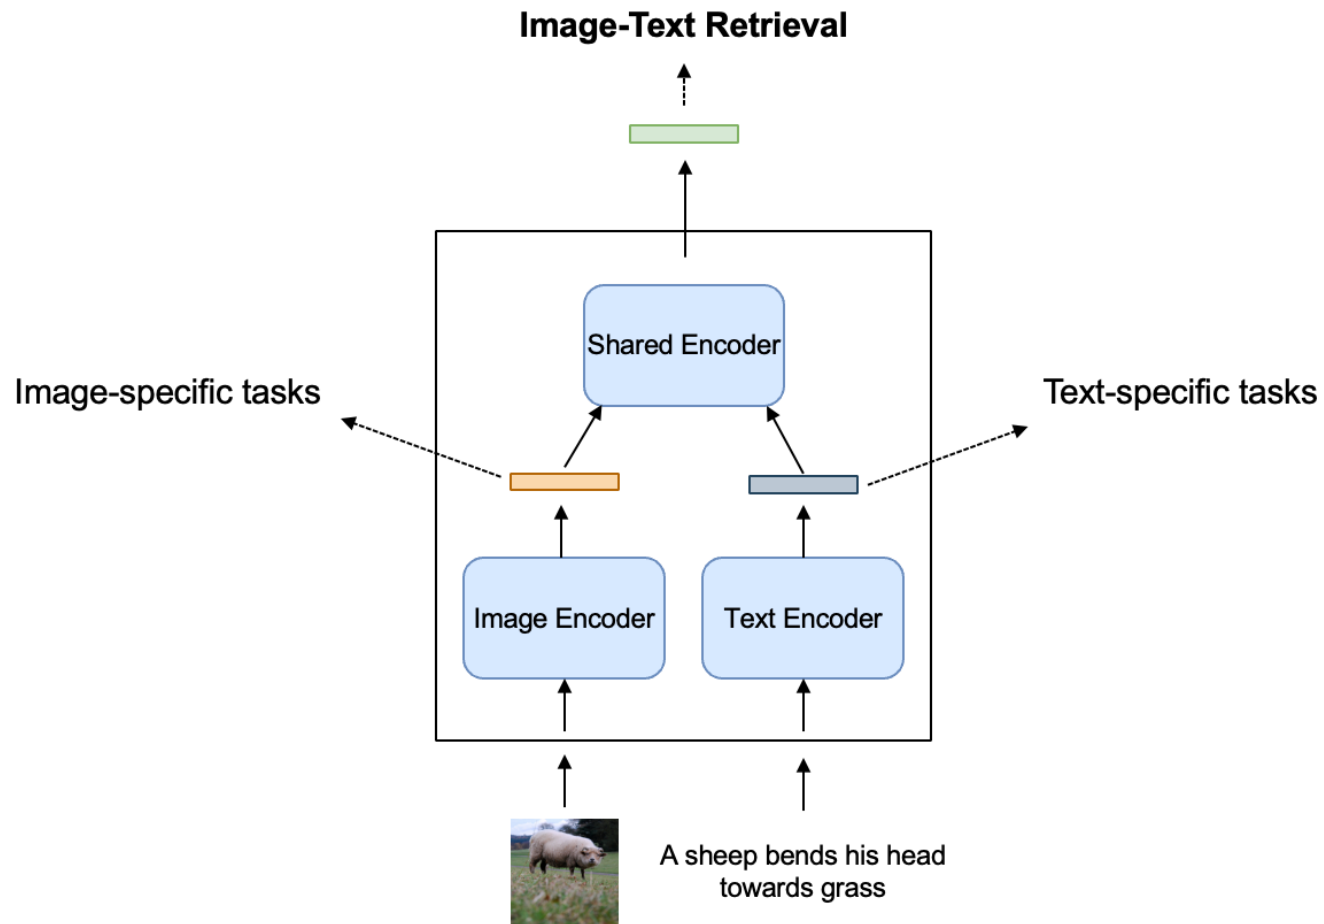 Image-Text Retrieval
Shared Encoder
Image-specific tasks
Text-specific tasks
Image Encoder
Text Encoder
A sheep bends his head
towards grass